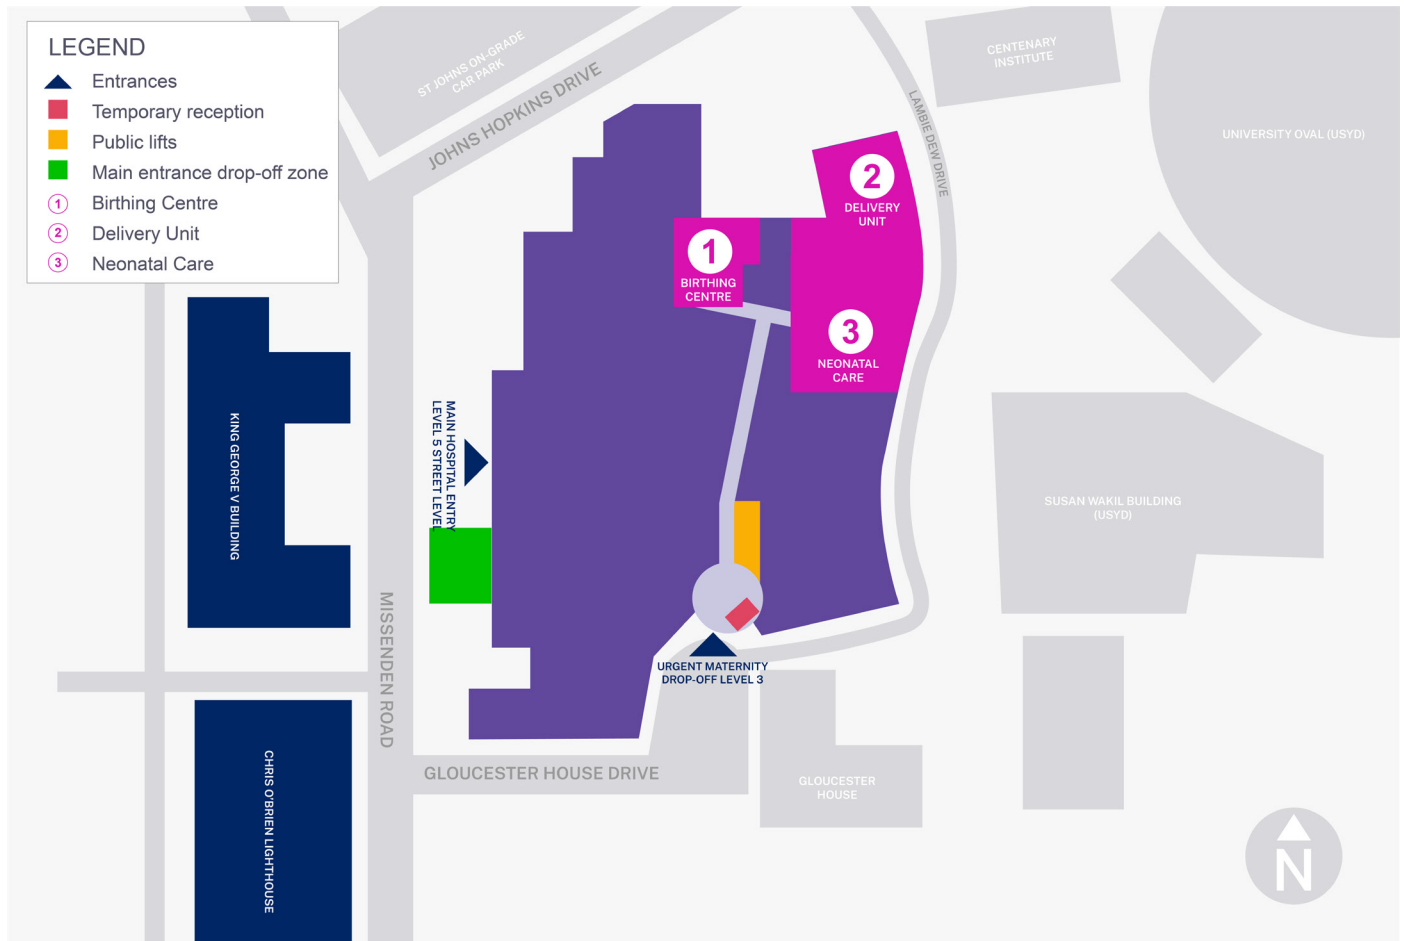 LEGEND
Entrances
Temporary reception
Public lifts
Main entrance drop-off zone
1 Birthing Centre
2 Delivery Unit
3 Neonatal Care
ST JOHNS ON-GRADE
CAR PARK
JOHNS HOPKINS DRIVE
LAMBIE DEW DRIVE
CENTENARY
INSTITUTE
UNIVERSITY OVAL (USYD)
2
DELIVERY
UNIT
1
BIRTHING
CENTRE
3
NEONATAL
CARE
KING GEORGE V BUILDING
MAIN HOSPITAL ENTRY
LEVEL 5 STREET LEVEL
SUSAN WAKIL BUILDING
(USYD)
MISSENDEN ROAD
URGENT MATERNITY
DROP-OFF LEVEL 3
CHRIS O'BRIEN LIGHTHOUSE
GLOUCESTER HOUSE DRIVE
GLOUCESTER
HOUSE
N